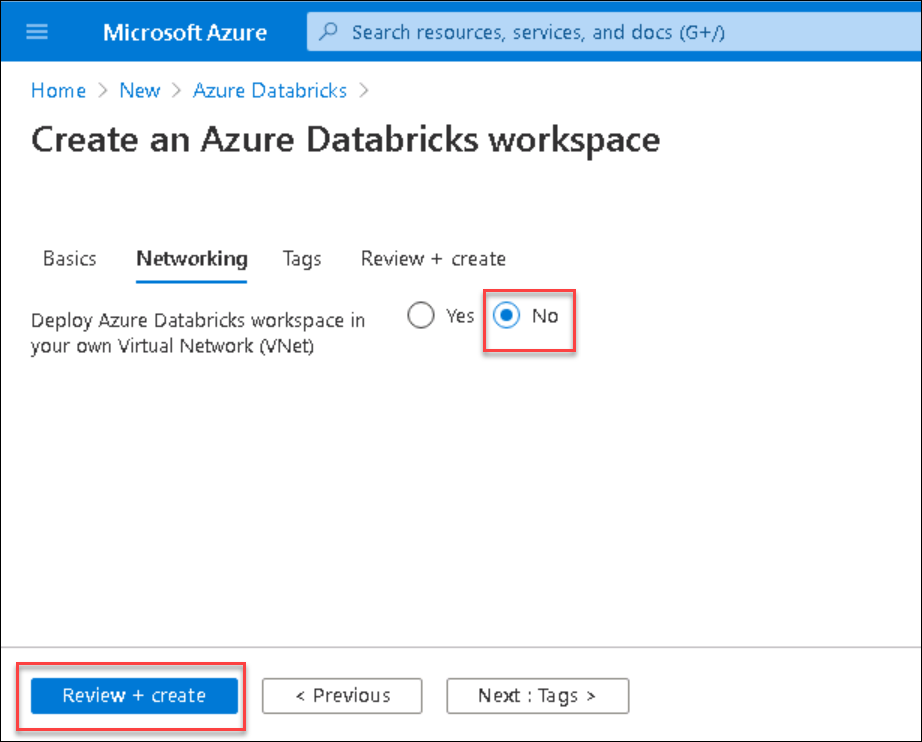 Microsoft Azure
Search resources, services, and docs (G+/)
Home > New > Azure Databricks >
Create an Azure Databricks workspace
Basics Networking Tags Review + create
Deploy Azure Databricks workspace in
your own Virtual Network (VNet)
Yes No
Review + create < Previous Next : Tags >